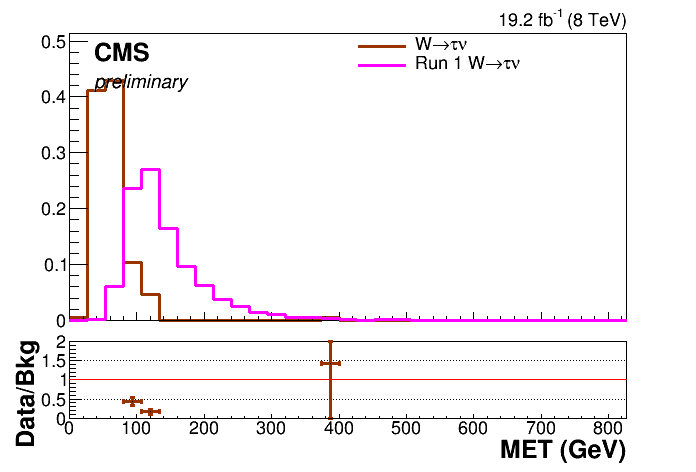 19.2 fb⁻¹ (8 TeV)
0.5
CMS
W→τν
Run 1 W→τν
preliminary
0.4
0.3
0.2
0.1
0
2
1.5
1
0.5
0
Data/Bkg
0 100 200 300 400 500 600 700 800
MET (GeV)